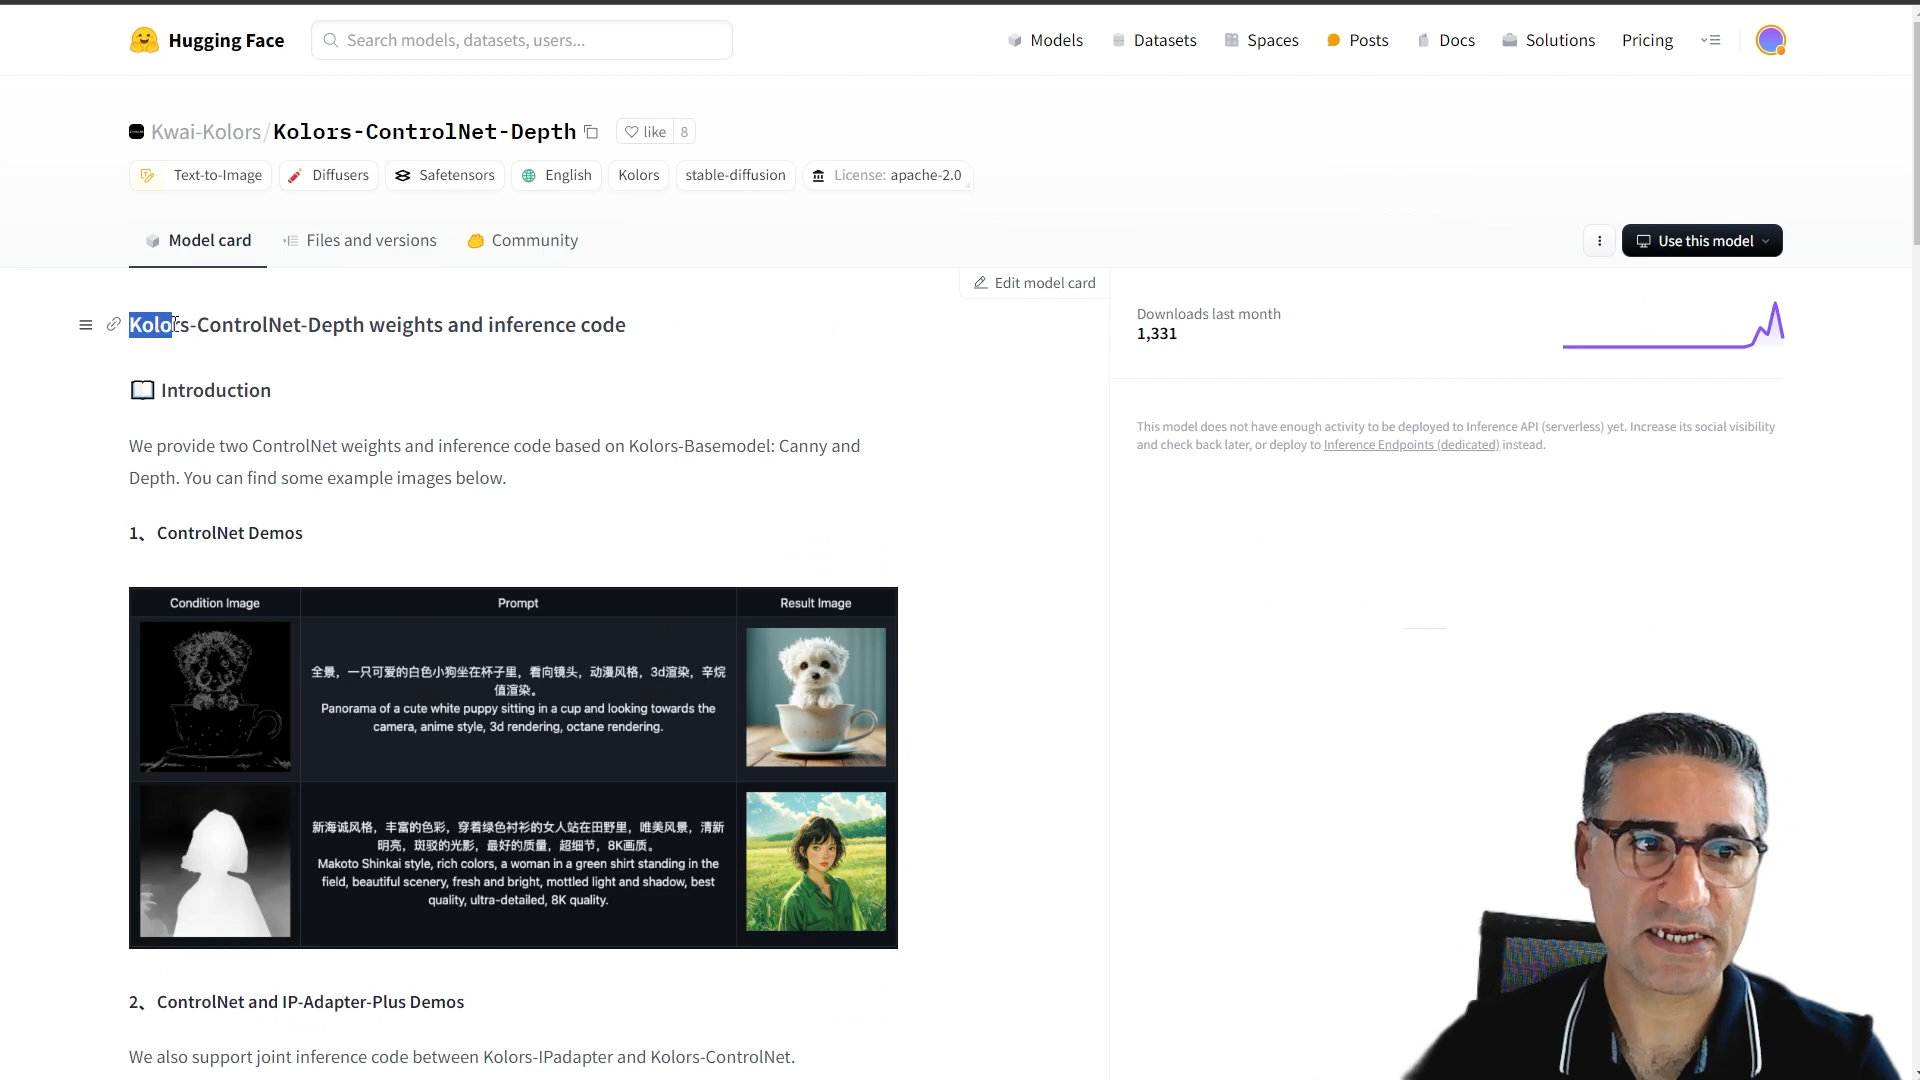 Hugging Face
Search models, datasets, users...
Models
Datasets
Spaces
Posts
Docs
Solutions
Pricing
Kwai-Kolors/Kolors-ControlNet-Depth
like 8
Text-to-Image
Diffusers
Safetensors
English
Kolors
stable-diffusion
License: apache-2.0
Model card
Files and versions
Community
Use this model
Edit model card
Kolors-ControlNet-Depth weights and inference code
📖 Introduction
We provide two ControlNet weights and inference code based on Kolors-Basemodel: Canny and
Depth. You can find some example images below.
1、ControlNet Demos
Condition Image
Prompt
Result Image
全景，一只可爱的白色小狗坐在杯子里，看向镜头，动漫风格，3d渲染，辛烷
值渲染。
Panorama of a cute white puppy sitting in a cup and looking towards the
camera, anime style, 3d rendering, octane rendering.
新海诚风格，丰富的色彩，穿着绿色衬衫的女人站在田野里，唯美风景，清新
明亮，斑驳的光影，最好的质量，超细节，8K画质。
Makoto Shinkai style, rich colors, a woman in a green shirt standing in the
field, beautiful scenery, fresh and bright, mottled light and shadow, best
quality, ultra-detailed, 8K quality.
2、ControlNet and IP-Adapter-Plus Demos
We also support joint inference code between Kolors-IPadapter and Kolors-ControlNet.
Downloads last month
1,331
This model does not have enough activity to be deployed to Inference API (serverless) yet. Increase its social visibility
and check back later, or deploy to Inference Endpoints (dedicated) instead.